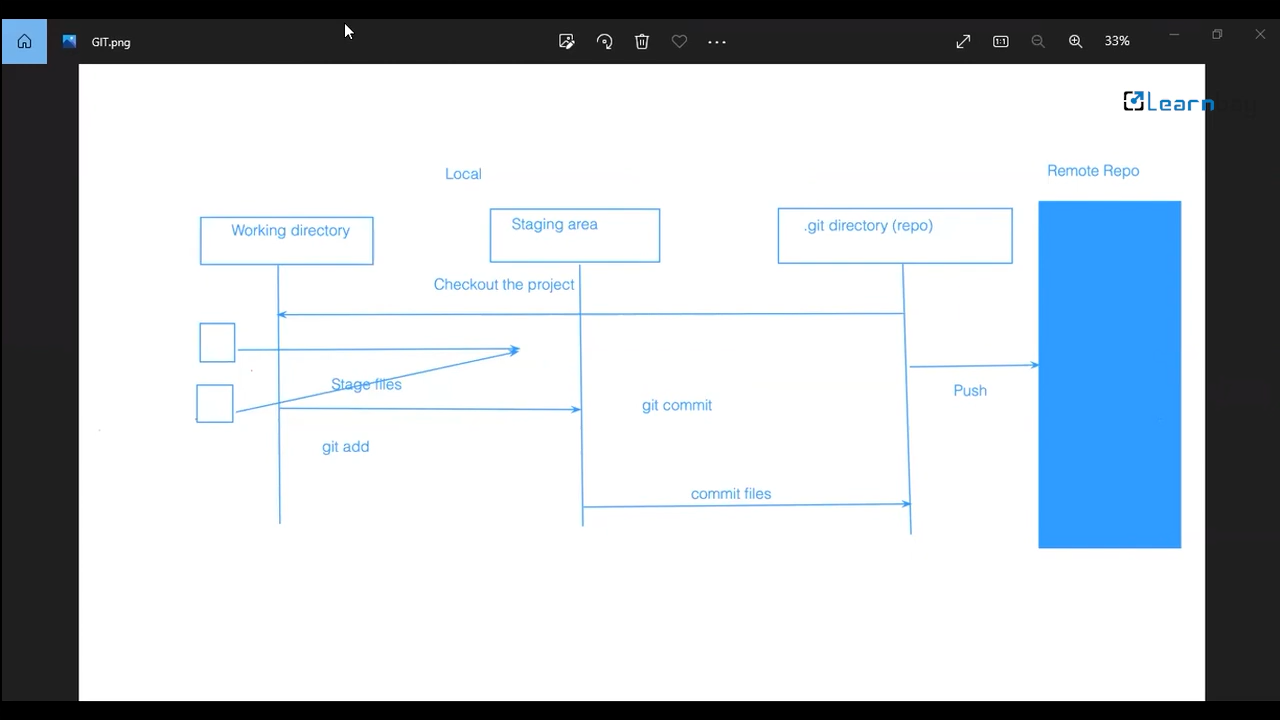 GIT.png
33%
Learnbay
Local
Remote Repo
Working directory
Staging area
.git directory (repo)
Checkout the project
Stage files
git commit
Push
git add
commit files